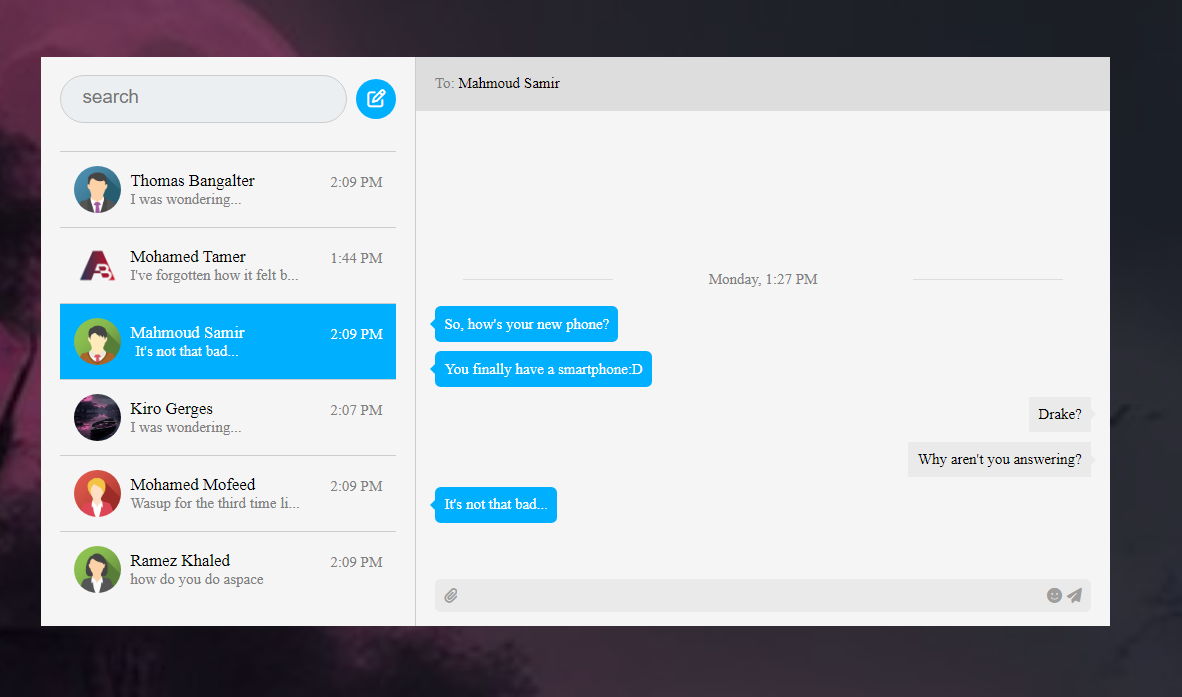 search
Thomas Bangalter 2:09 PM
I was wondering...
Mohamed Tamer 1:44 PM
I've forgotten how it felt b...
Mahmoud Samir 2:09 PM
It's not that bad...
Kiro Gerges 2:07 PM
I was wondering...
Mohamed Mofeed 2:09 PM
Wasup for the third time li...
Ramez Khaled 2:09 PM
how do you do aspace
To: Mahmoud Samir
Monday, 1:27 PM
So, how's your new phone?
You finally have a smartphone:D
Drake?
Why aren't you answering?
It's not that bad...